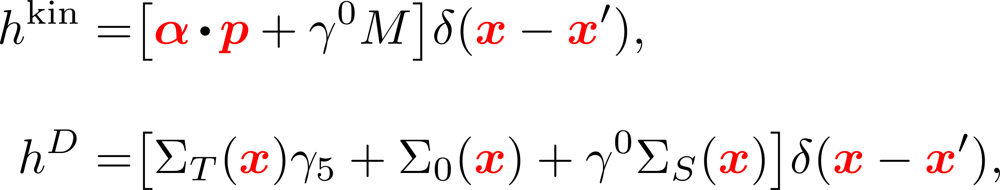 h^kin = [α · p + γ^0 M] δ(x − x′),
h^D = [Σ_T(x)γ_5 + Σ_0(x) + γ^0 Σ_S(x)] δ(x − x′),